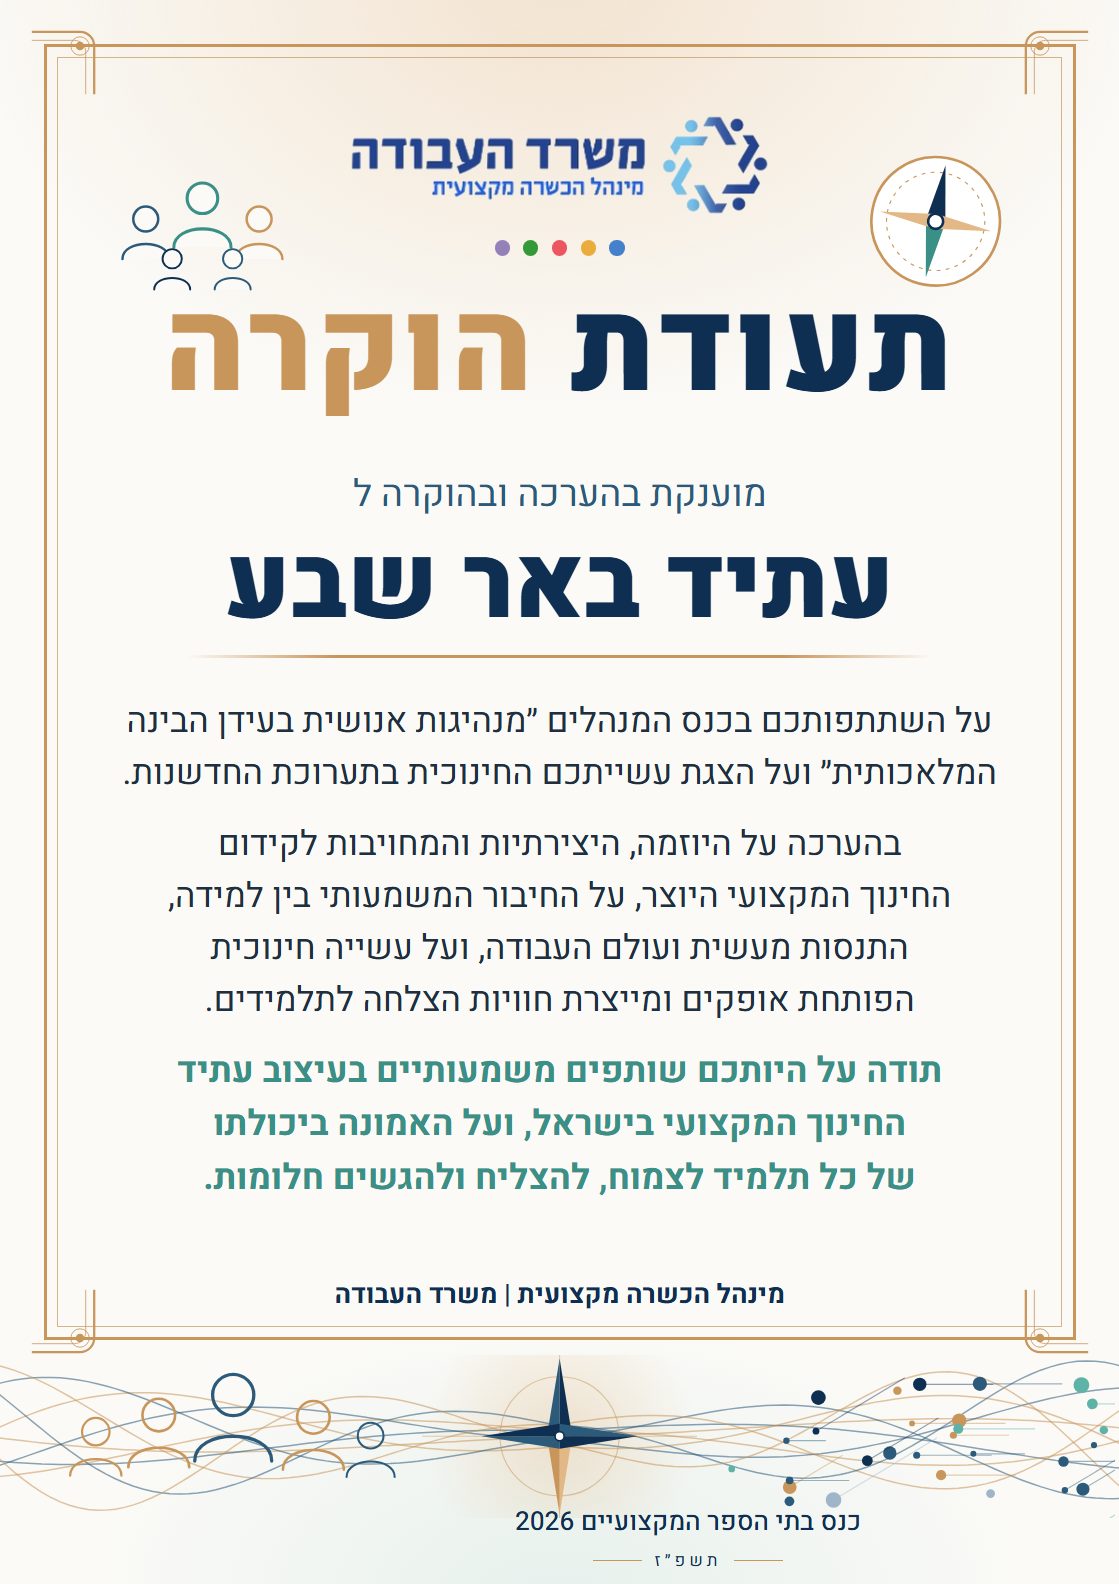 משרד העבודה
מינהל הכשרה מקצועית
תעודת הוקרה
מוענקת בהערכה ובהוקרה ל
עתיד באר שבע
על השתתפותכם בכנס המנהלים "מנהיגות אנושית בעידן הבינה
המלאכותית" ועל הצגת עשייתכם החינוכית בתערוכת החדשנות.
בהערכה על היוזמה, היצירתיות והמחויבות לקידום
החינוך המקצועי היוצר, על החיבור המשמעותי בין למידה,
התנסות מעשית ועולם העבודה, ועל עשייה חינוכית
הפותחת אופקים ומייצרת חוויות הצלחה לתלמידים.
תודה על היותכם שותפים משמעותיים בעיצוב עתיד
החינוך המקצועי בישראל, ועל האמונה ביכולתו
של כל תלמיד לצמוח, להצליח ולהגשים חלומות.
מינהל הכשרה מקצועית | משרד העבודה
כנס בתי הספר המקצועיים 2026
תשפ"ז